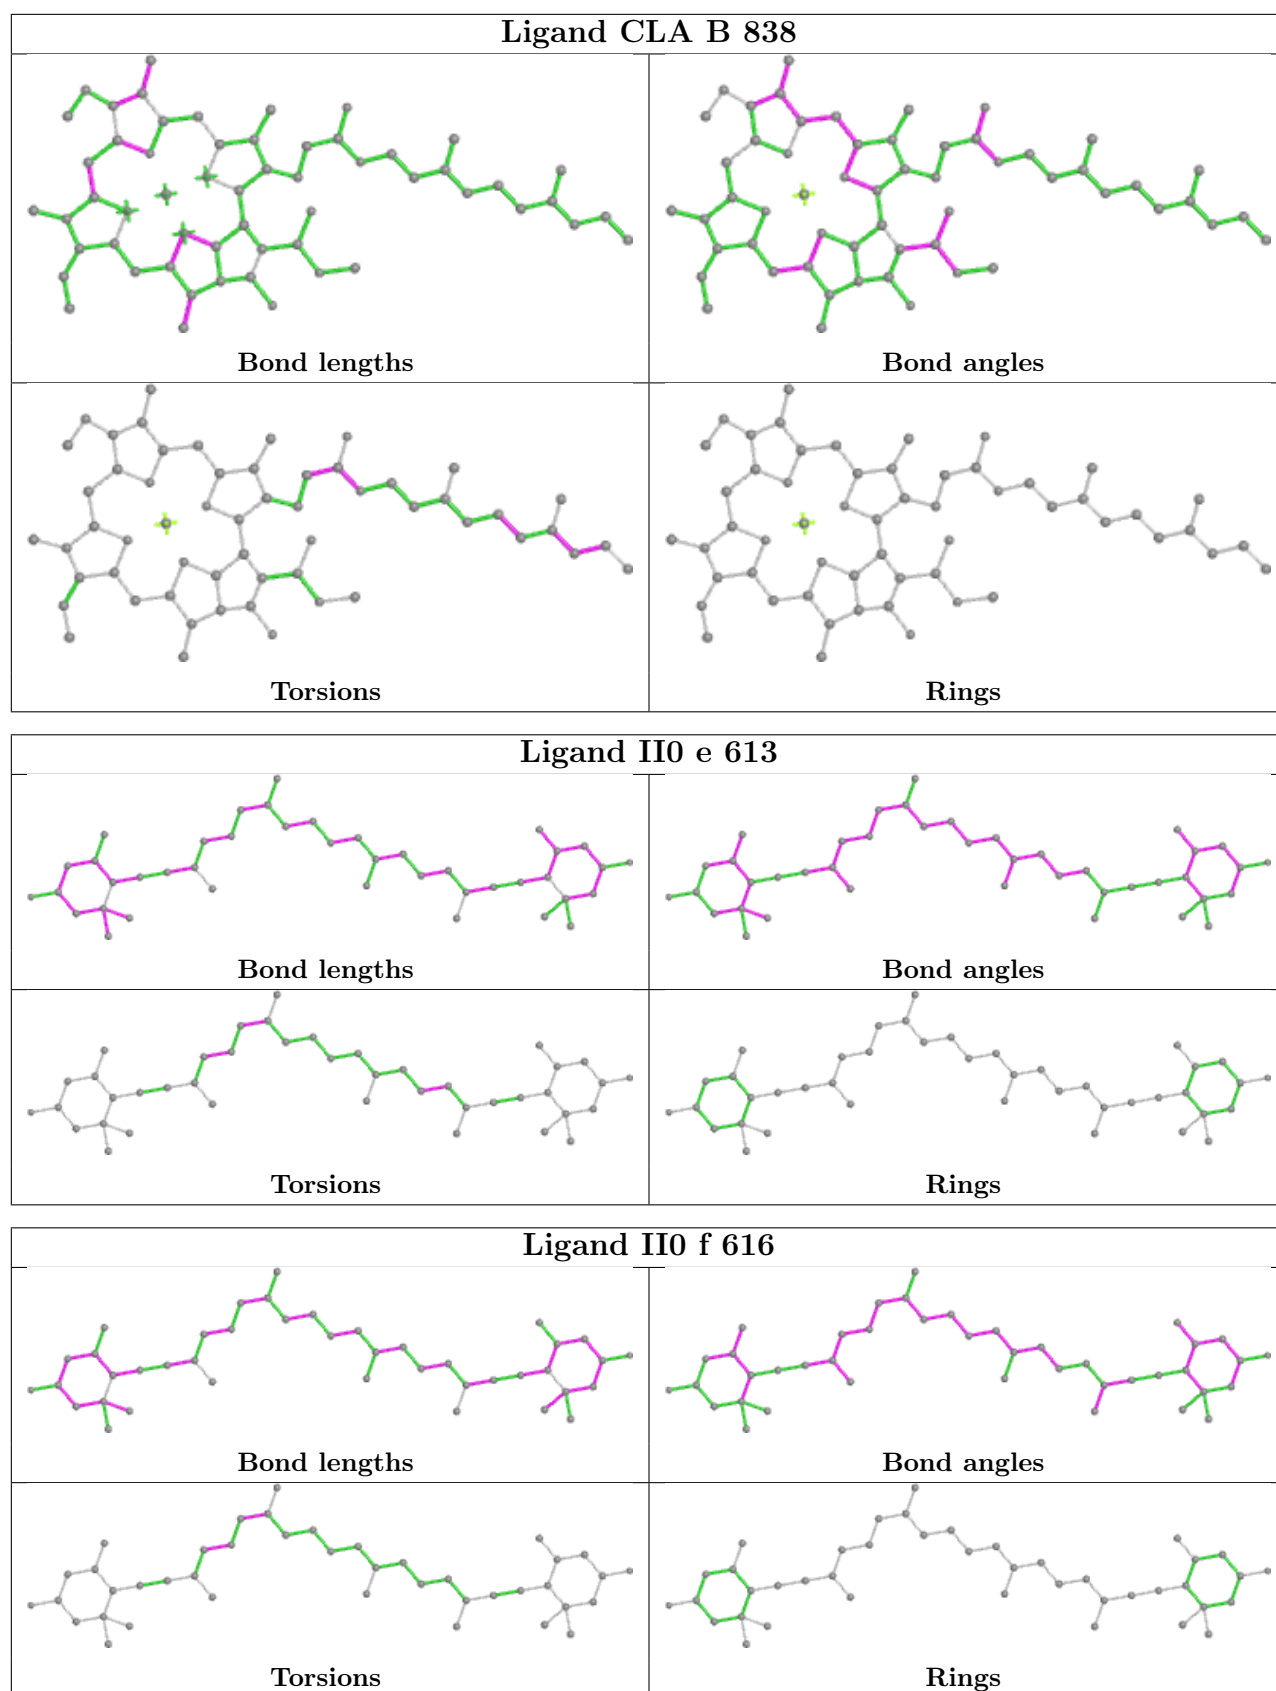 Ligand CLA B 838
Bond lengths
Bond angles
Torsions
Rings
Ligand II0 e 613
Bond lengths
Bond angles
Torsions
Rings
Ligand II0 f 616
Bond lengths
Bond angles
Torsions
Rings